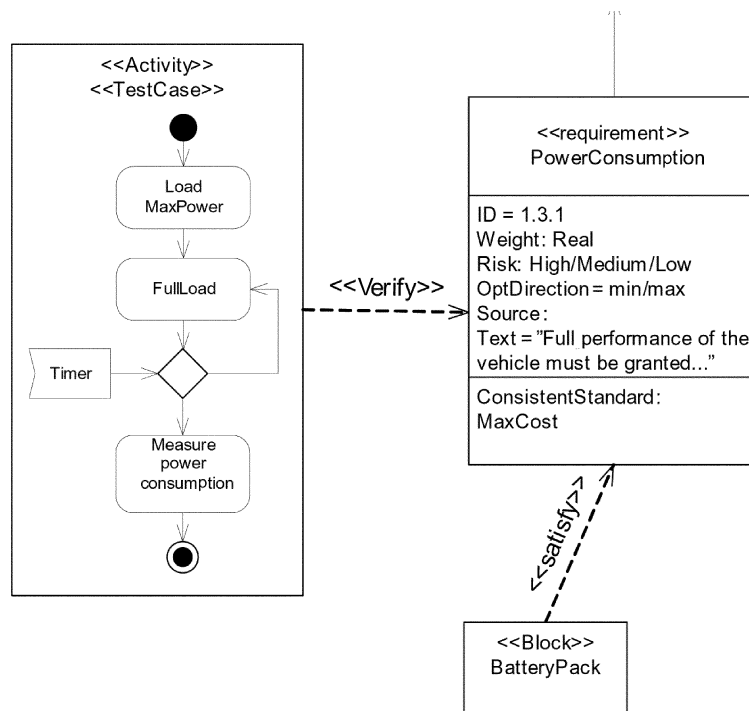 <<Activity>>
<<TestCase>>
Load
MaxPower
FullLoad
Timer
Measure
power
consumption
<<Verify>>
<<requirement>>
PowerConsumption
ID = 1.3.1
Weight: Real
Risk: High/Medium/Low
OptDirection = min/max
Source:
Text = ”Full performance of the
vehicle must be granted...”
ConsistentStandard:
MaxCost
<<satisfy>>
<<Block>>
BatteryPack